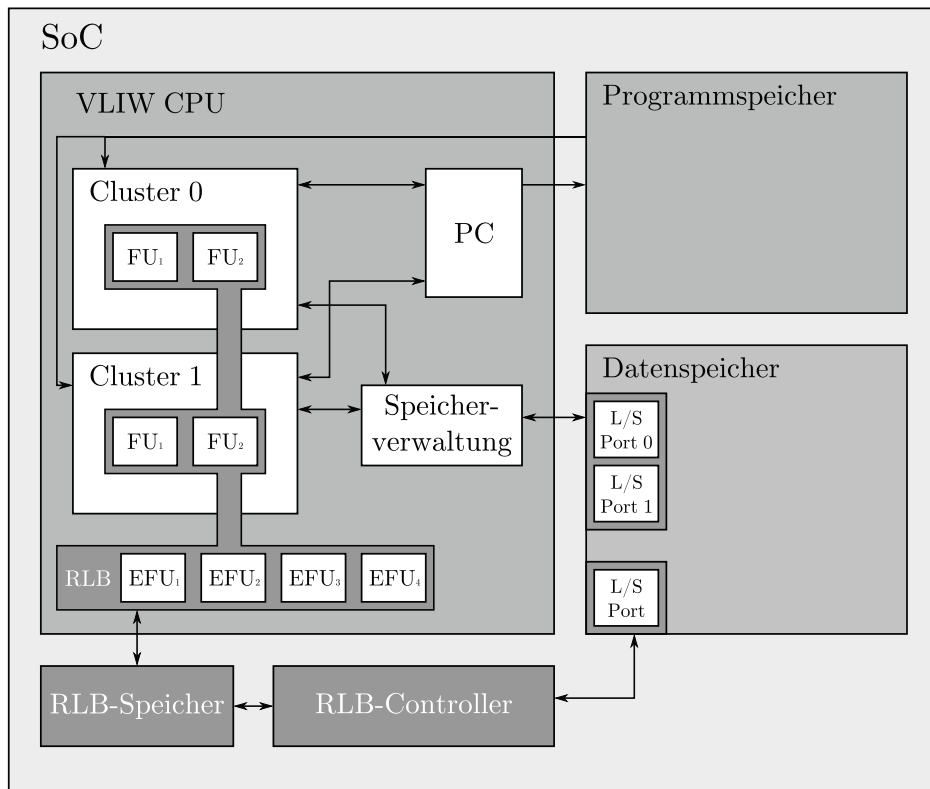 SoC
VLIW CPU
Programmspeicher
Cluster 0
PC
FU₁
FU₂
Cluster 1
Speicher-
verwaltung
FU₁
FU₂
Datenspeicher
L/S
Port 0
L/S
Port 1
L/S
Port
RLB
EFU₁
EFU₂
EFU₃
EFU₄
RLB-Speicher
RLB-Controller